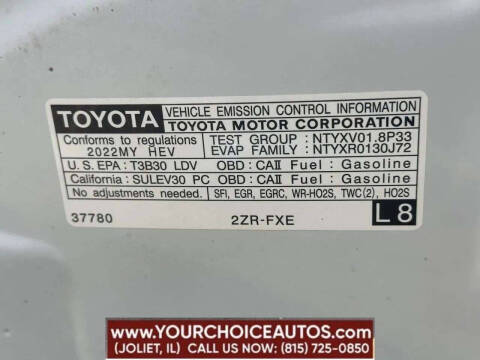 TOYOTA VEHICLE EMISSION CONTROL INFORMATION
TOYOTA MOTOR CORPORATION
Conforms to regulations TEST GROUP : NTYXV01.8P33
2022MY HEV EVAP FAMILY : NTYXR0130J72
U.S. EPA : T3B30 LDV OBD : CAⅡ Fuel : Gasoline
California : SULEV30 PC OBD : CAⅡ Fuel : Gasoline
No adjustments needed. SFI, EGR, EGRC, WR-HO2S, TWC(2), HO2S
37780 2ZR-FXE L 8
WWW.YOURCHOICEAUTOS.COM
(JOLIET, IL) CALL US NOW (815) 725-0850